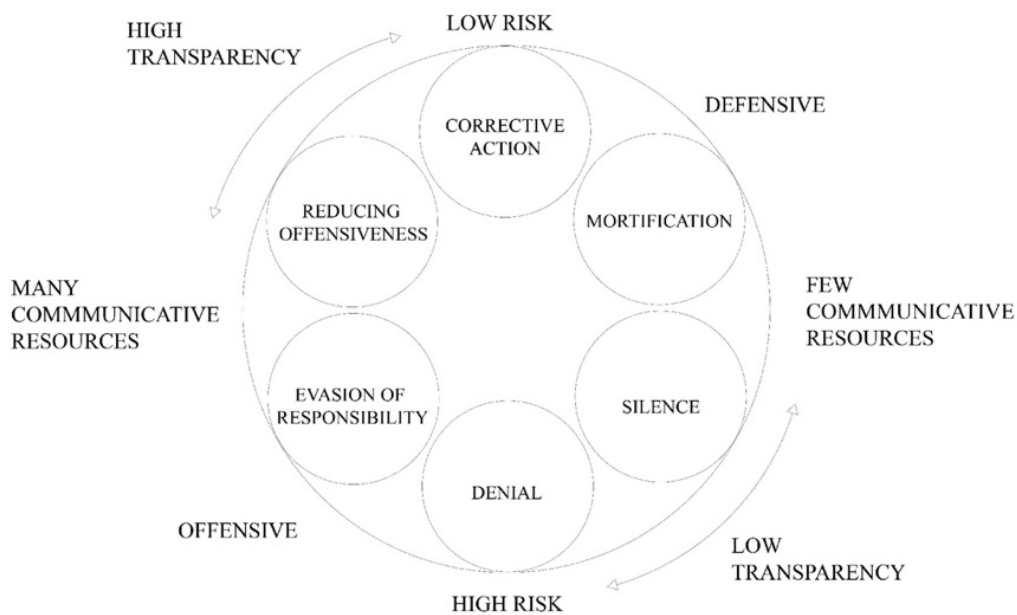 HIGH
TRANSPARENCY
LOW RISK
DEFENSIVE
CORRECTIVE
ACTION
REDUCING
OFFENSIVENESS
MORTIFICATION
MANY
COMMMUNICATIVE
RESOURCES
FEW
COMMMUNICATIVE
RESOURCES
EVASION OF
RESPONSIBILITY
SILENCE
DENIAL
OFFENSIVE
LOW
TRANSPARENCY
HIGH RISK